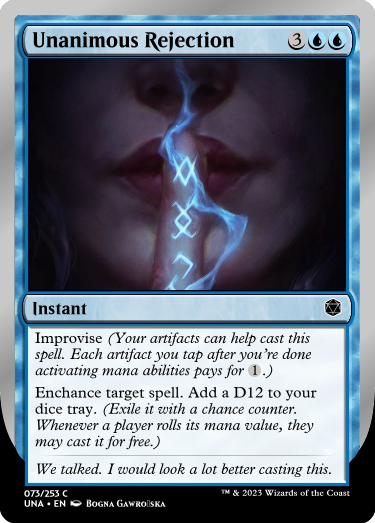 Unanimous Rejection 3
Instant
Improvise (Your artifacts can help cast this
spell. Each artifact you tap after you're done
activating mana abilities pays for 1.)
Enchance target spell. Add a D12 to your
dice tray. (Exile it with a chance counter.
Whenever a player rolls its mana value, they
may cast it for free.)
We talked. I would look a lot better casting this.
073/253 C
UNA • EN Bogna Gawrońska
™ & 2023 Wizards of the Coast